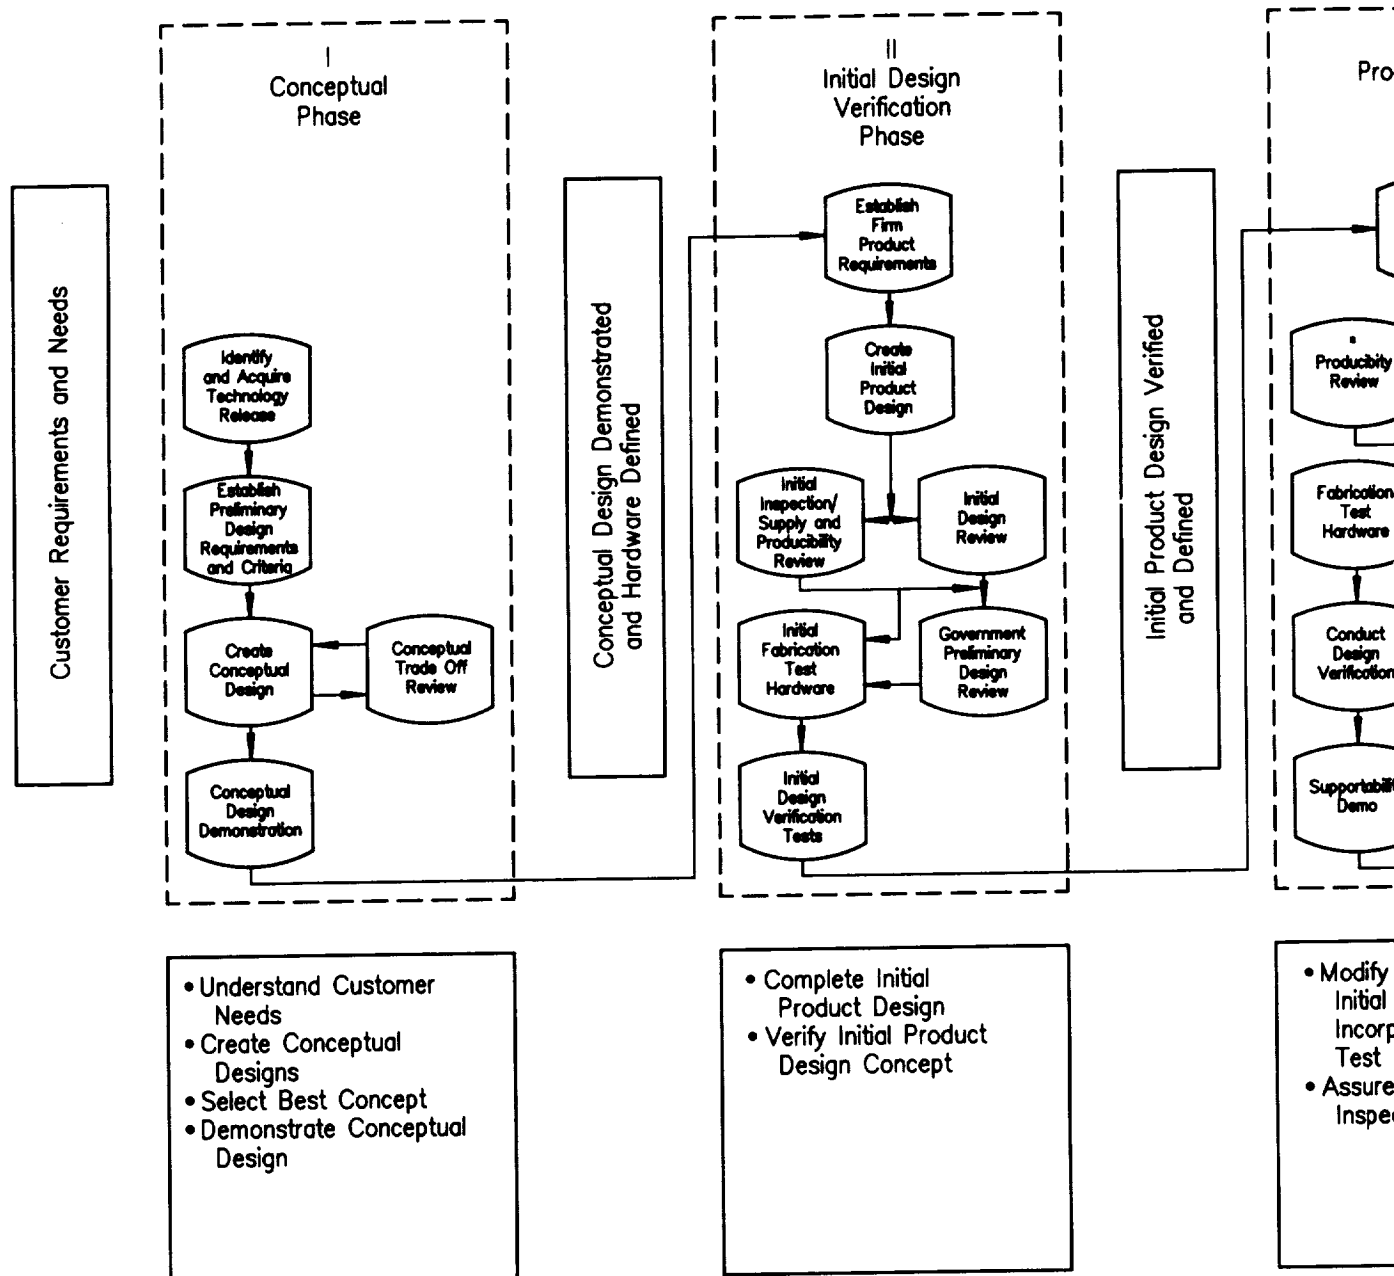 Customer Requirements and Needs
I
Conceptual
Phase
Identify
and Acquire
Technology
Release
Establish
Preliminary
Design
Requirements
and Criteria
Create
Conceptual
Design
Conceptual
Trade Off
Review
Conceptual
Design
Demonstration
• Understand Customer
Needs
• Create Conceptual
Designs
• Select Best Concept
• Demonstrate Conceptual
Design
Conceptual Design Demonstrated
and Hardware Defined
II
Initial Design
Verification
Phase
Establish
Firm
Product
Requirements
Create
Initial
Product
Design
Initial
Inspection/
Supply and
Producibility
Review
Initial
Design
Review
Initial
Fabrication
Test
Hardware
Government
Preliminary
Design
Review
Initial
Design
Verification
Tests
• Complete Initial
Product Design
• Verify Initial Product
Design Concept
Initial Product Design Verified
and Defined
Pro
Producibity
Review
Fabrication
Test
Hardware
Conduct
Design
Verification
Supportabili
Demo
• Modify
Initial
Incorp
Test
• Assure
Inspe